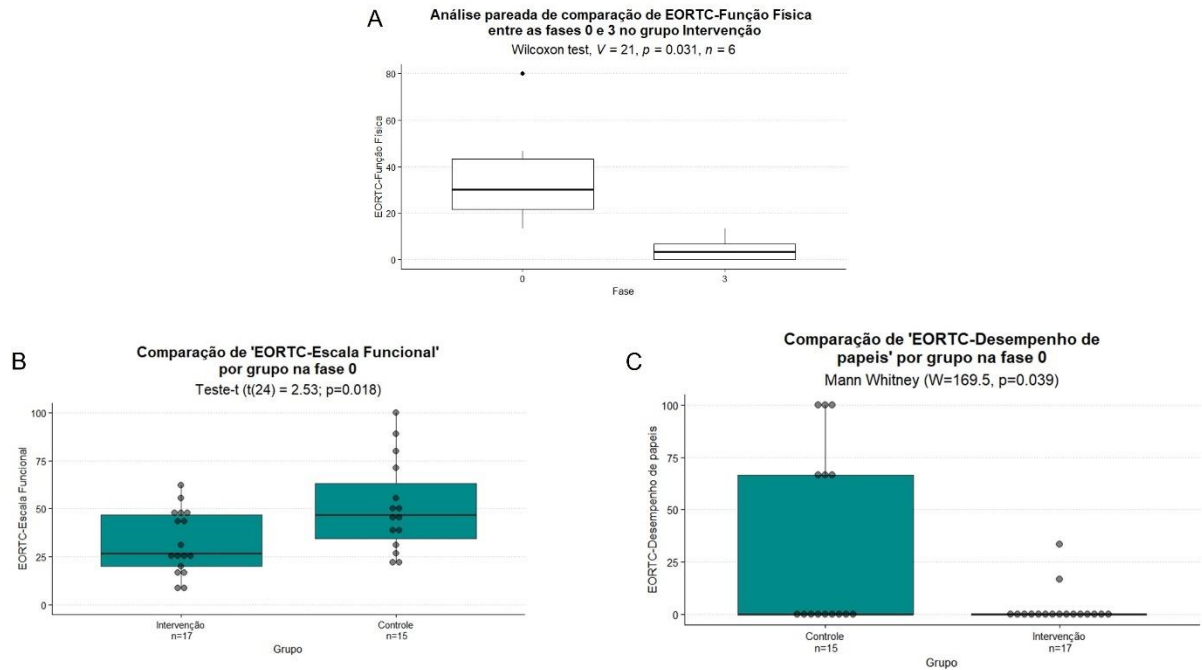 A
Análise pareada de comparação de EORTC-Função Física
entre as fases 0 e 3 no grupo Intervenção
Wilcoxon test, V = 21, p = 0.031, n = 6
EORTC-Função Física
80
60
40
20
0
0
3
Fase
B
Comparação de 'EORTC-Escala Funcional'
por grupo na fase 0
Teste-t (t(24) = 2.53; p=0.018)
EORTC-Escala Funcional
100
75
50
25
0
Intervenção
n=17
Controle
n=15
Grupo
C
Comparação de 'EORTC-Desempenho de
papeis' por grupo na fase 0
Mann Whitney (W=169.5, p=0.039)
EORTC-Desempenho de papeis
100
75
50
25
0
Controle
n=15
Intervenção
n=17
Grupo